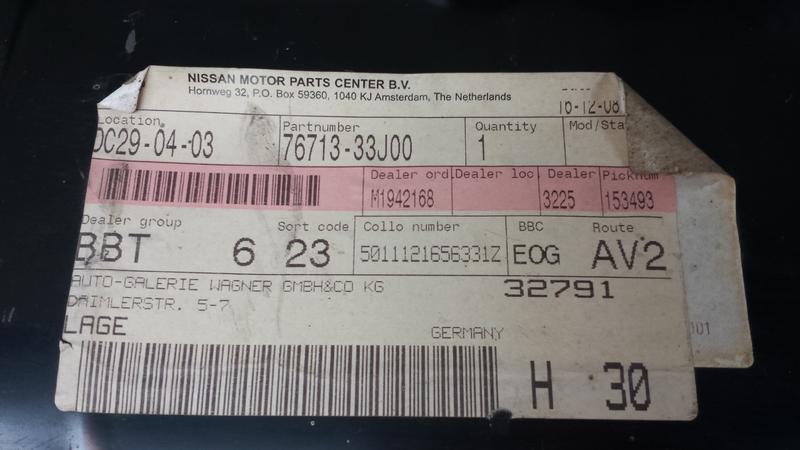 NISSAN MOTOR PARTS CENTER B.V.
Hornweg 32, P.O. Box 59360, 1040 KJ Amsterdam, The Netherlands
16-12-08
Location Partnumber Quantity Mod/Sta
DC29-04-03 76713-33J00 1
Dealer ord Dealer loc Dealer Picknum
M1942168 3225 153493
Dealer group Sort code Collo number BBC Route
BBT 6 23 5011121656331Z EOG AV2
AUTO-GALERIE WAGNER GMBH&CO KG 32791
DAIMLERSTR. 5-7
LAGE GERMANY
H 30